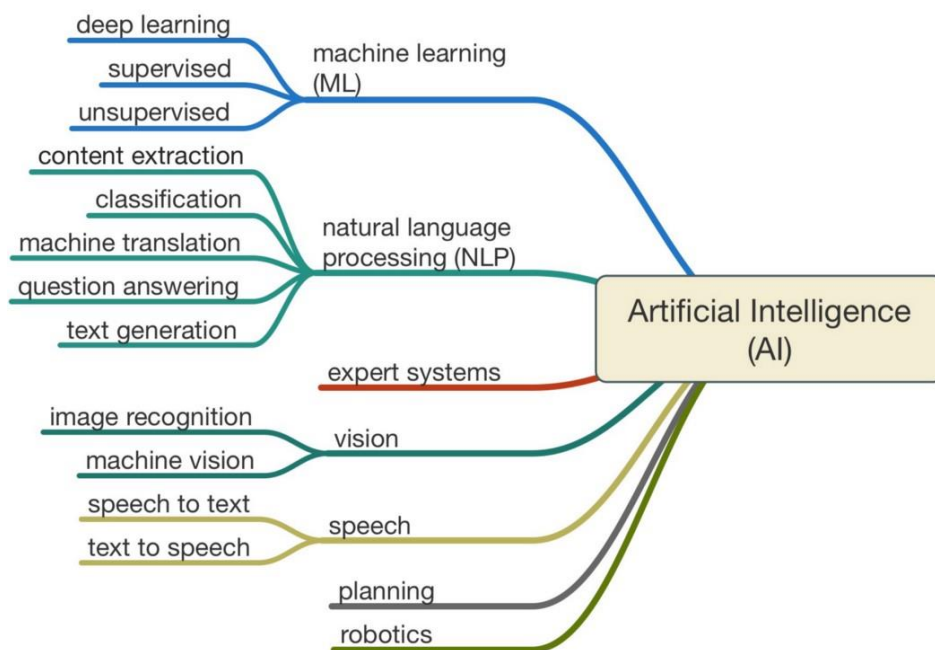 deep learning
supervised
unsupervised
machine learning
(ML)
content extraction
classification
machine translation
question answering
text generation
natural language
processing (NLP)
expert systems
image recognition
machine vision
vision
speech to text
text to speech
speech
planning
robotics
Artificial Intelligence
(AI)